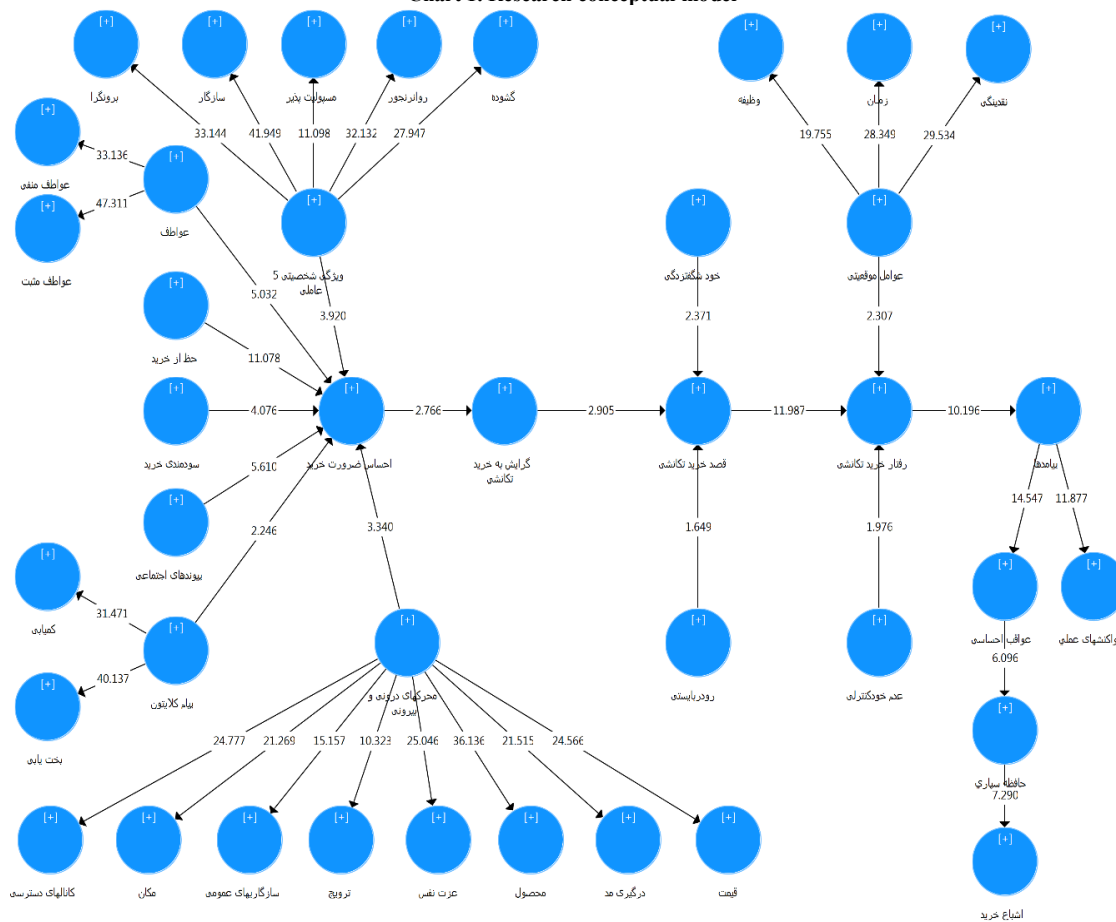 Chart 1. Research conceptual model
[+] [+] [+] [+] [+] [+] [+] [+]
برونگرا سازگار مسیولیت پذیر روانرنجور گشوده وظیفه زمان نقدینگی
33.144 41.949 11.098 32.132 27.947 19.755 28.349 29.534
[+]
عواطف منفی
33.136
[+]
عواطف
47.311
[+]
عواطف مثبت
[+]
ویژگی شخصیتی 5
عاملی
[+]
خود شگفتزدگی
[+]
عوامل موقعیتی
5.032
3.920
2.371
2.307
[+]
حظ از خرید
11.078
[+]
سودمندی خرید
4.076
[+]
احساس ضرورت خرید
2.766
[+]
گرایش به خرید
تکانشی
2.905
[+]
قصد خرید تکانشی
11.987
[+]
رفتار خرید تکانشی
10.196
[+]
پیامدها
5.610
[+]
پیوندهای اجتماعی
2.246
3.340
1.649
1.976
14.547 11.877
[+]
کمیابی
31.471
[+]
پیام کلایتون
40.137
[+]
بخت یابی
[+]
محرکهای درونی و
بیرونی
[+]
رودربایستی
[+]
عدم خودکنترلی
[+]
عواقب احساسی
[+]
واکنشهای عملی
6.096
[+]
حافظه سپاري
7.290
[+]
اشباع خرید
24.777 21.269 15.157 10.323 25.046 36.136 21.515 24.566
[+] [+] [+] [+] [+] [+] [+] [+]
کانالهای دسترسی مکان سازگاریهای عمومی ترویج عزت نفس محصول درگیری مد قیمت